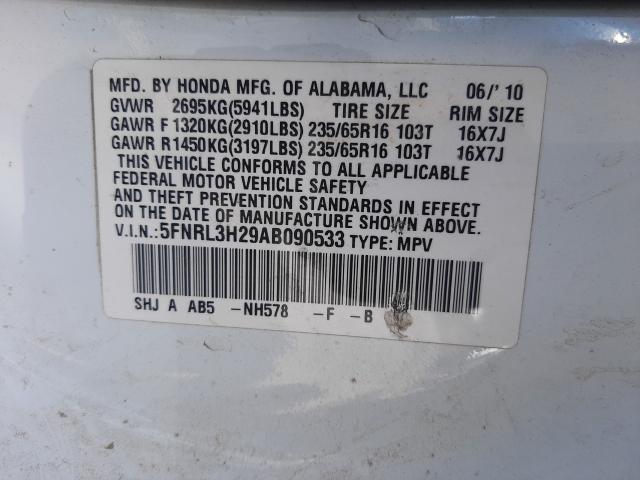 MFD. BY HONDA MFG. OF ALABAMA, LLC 06/'10
GVWR 2695KG(5941LBS) TIRE SIZE RIM SIZE
GAWR F 1320KG(2910LBS) 235/65R16 103T 16X7J
GAWR R1450KG(3197LBS) 235/65R16 103T 16X7J
THIS VEHICLE CONFORMS TO ALL APPLICABLE
FEDERAL MOTOR VEHICLE SAFETY
AND THEFT PREVENTION STANDARDS IN EFFECT
ON THE DATE OF MANUFACTURE SHOWN ABOVE.
V.I.N.:5FNRL3H29AB090533 TYPE: MPV
SHJ A AB5 -NH578 -F -B